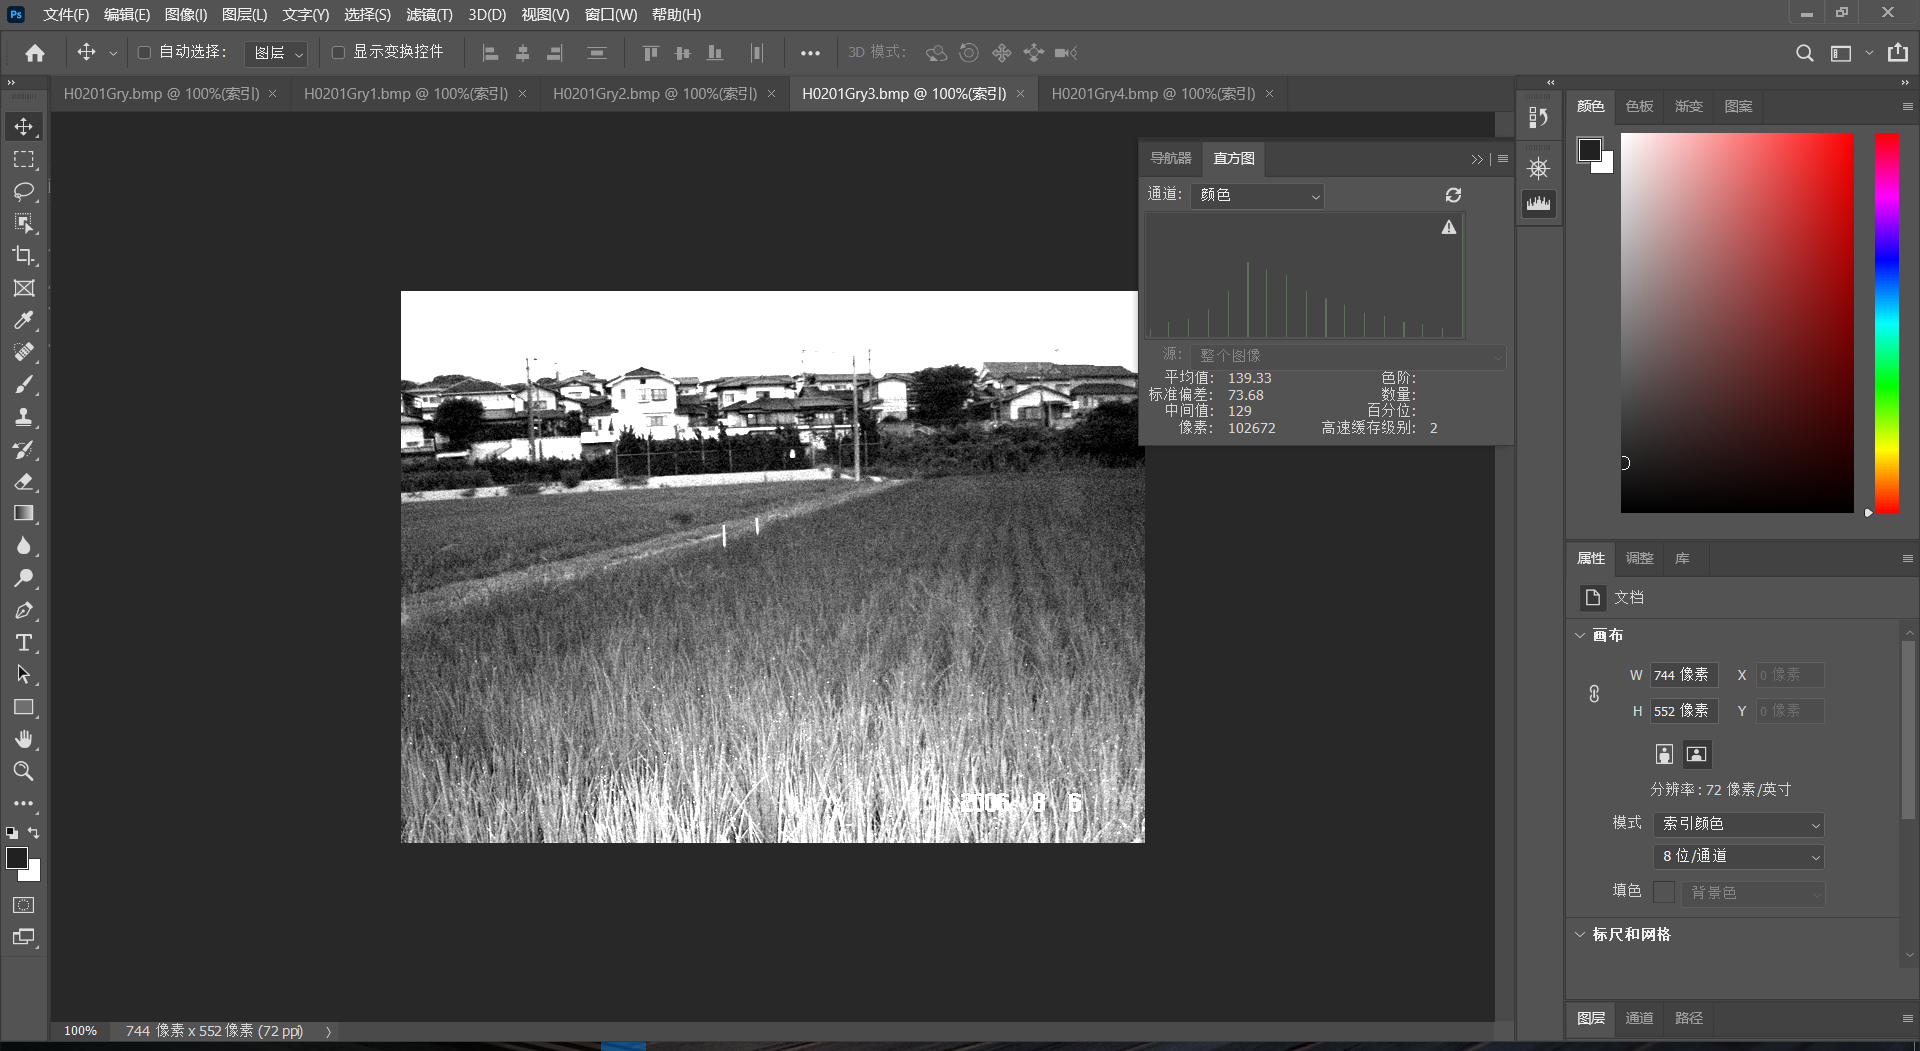 Ps 文件(F) 编辑(E) 图像(I) 图层(L) 文字(Y) 选择(S) 滤镜(T) 3D(D) 视图(V) 窗口(W) 帮助(H)
自动选择: 图层 显示变换控件 3D 模式:
H0201Gry.bmp @ 100%(索引) × H0201Gry1.bmp @ 100%(索引) × H0201Gry2.bmp @ 100%(索引) × H0201Gry3.bmp @ 100%(索引) × H0201Gry4.bmp @ 100%(索引) ×
导航器 直方图
通道: 颜色
源: 整个图像
平均值: 139.33 色阶:
标准偏差: 73.68 数量:
中间值: 129 百分位:
像素: 102672 高速缓存级别: 2
2006 8 6
颜色 色板 渐变 图案
属性 调整 库
文档
画布
W 744 像素 X 0 像素
H 552 像素 Y 0 像素
分辨率: 72 像素/英寸
模式 索引颜色
8 位/通道
填色 背景色
标尺和网格
图层 通道 路径
100% 744 像素 x 552 像素 (72 ppi)